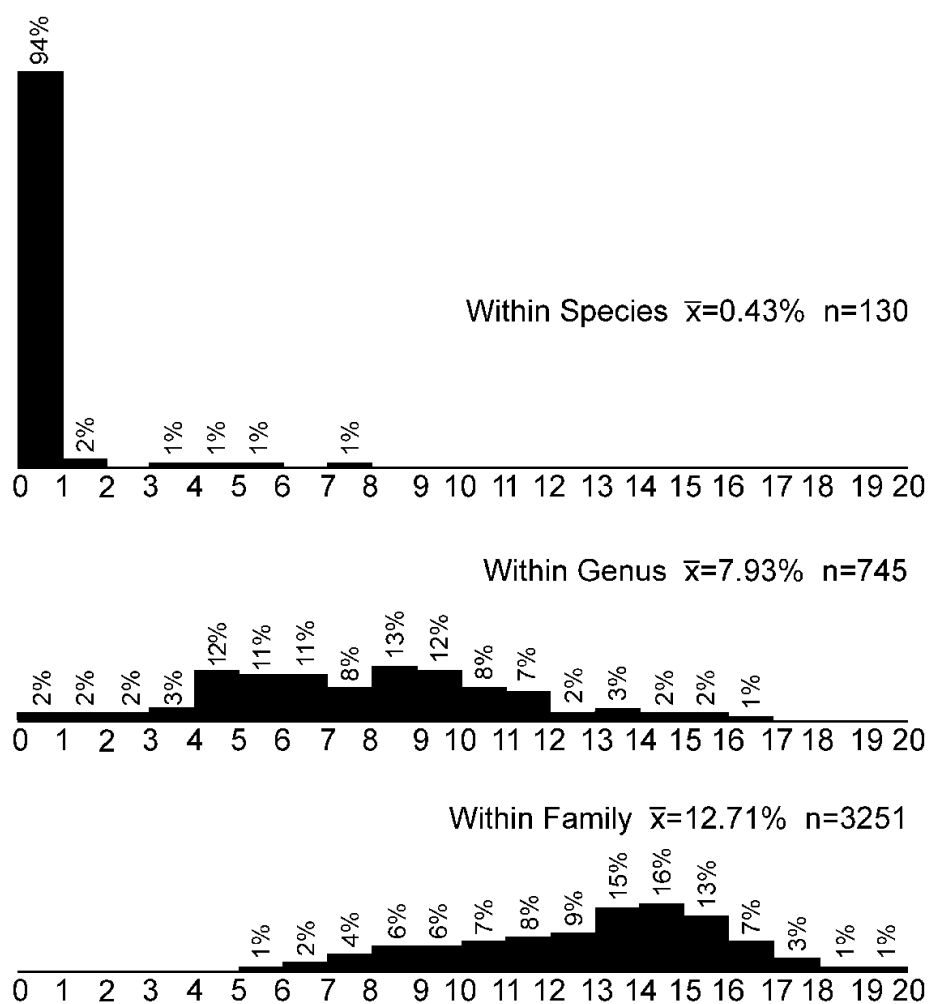 94%
Within Species x̅=0.43% n=130
2% 1% 1% 1% 1%
0 1 2 3 4 5 6 7 8 9 10 11 12 13 14 15 16 17 18 19 20
Within Genus x̅=7.93% n=745
2% 2% 2% 3% 12% 11% 11% 8% 13% 12% 8% 7% 2% 3% 2% 2% 1%
0 1 2 3 4 5 6 7 8 9 10 11 12 13 14 15 16 17 18 19 20
Within Family x̅=12.71% n=3251
1% 2% 4% 6% 6% 7% 8% 9% 15% 16% 13% 7% 3% 1% 1%
0 1 2 3 4 5 6 7 8 9 10 11 12 13 14 15 16 17 18 19 20